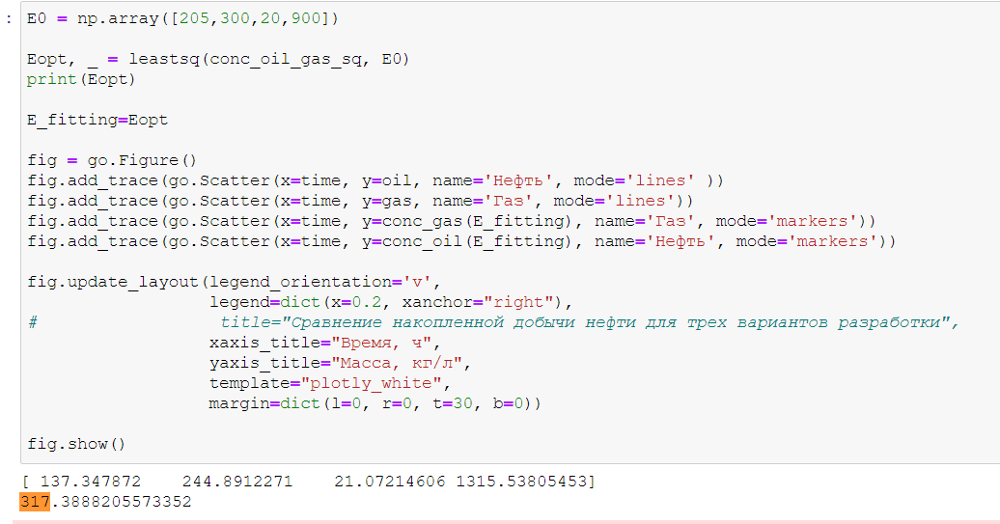 : E0 = np.array([205,300,20,900])
Eopt, _ = leastsq(conc_oil_gas_sq, E0)
print(Eopt)
E_fitting=Eopt
fig = go.Figure()
fig.add_trace(go.Scatter(x=time, y=oil, name='Нефть', mode='lines' ))
fig.add_trace(go.Scatter(x=time, y=gas, name='Газ', mode='lines'))
fig.add_trace(go.Scatter(x=time, y=conc_gas(E_fitting), name='Газ', mode='markers'))
fig.add_trace(go.Scatter(x=time, y=conc_oil(E_fitting), name='Нефть', mode='markers'))
fig.update_layout(legend_orientation='v',
legend=dict(x=0.2, xanchor="right"),
# title="Сравнение накопленной добычи нефти для трех вариантов разработки",
xaxis_title="Время, ч",
yaxis_title="Масса, кг/л",
template="plotly_white",
margin=dict(l=0, r=0, t=30, b=0))
fig.show()
[ 137.347872 244.8912271 21.07214606 1315.53805453]
317.3888205573352